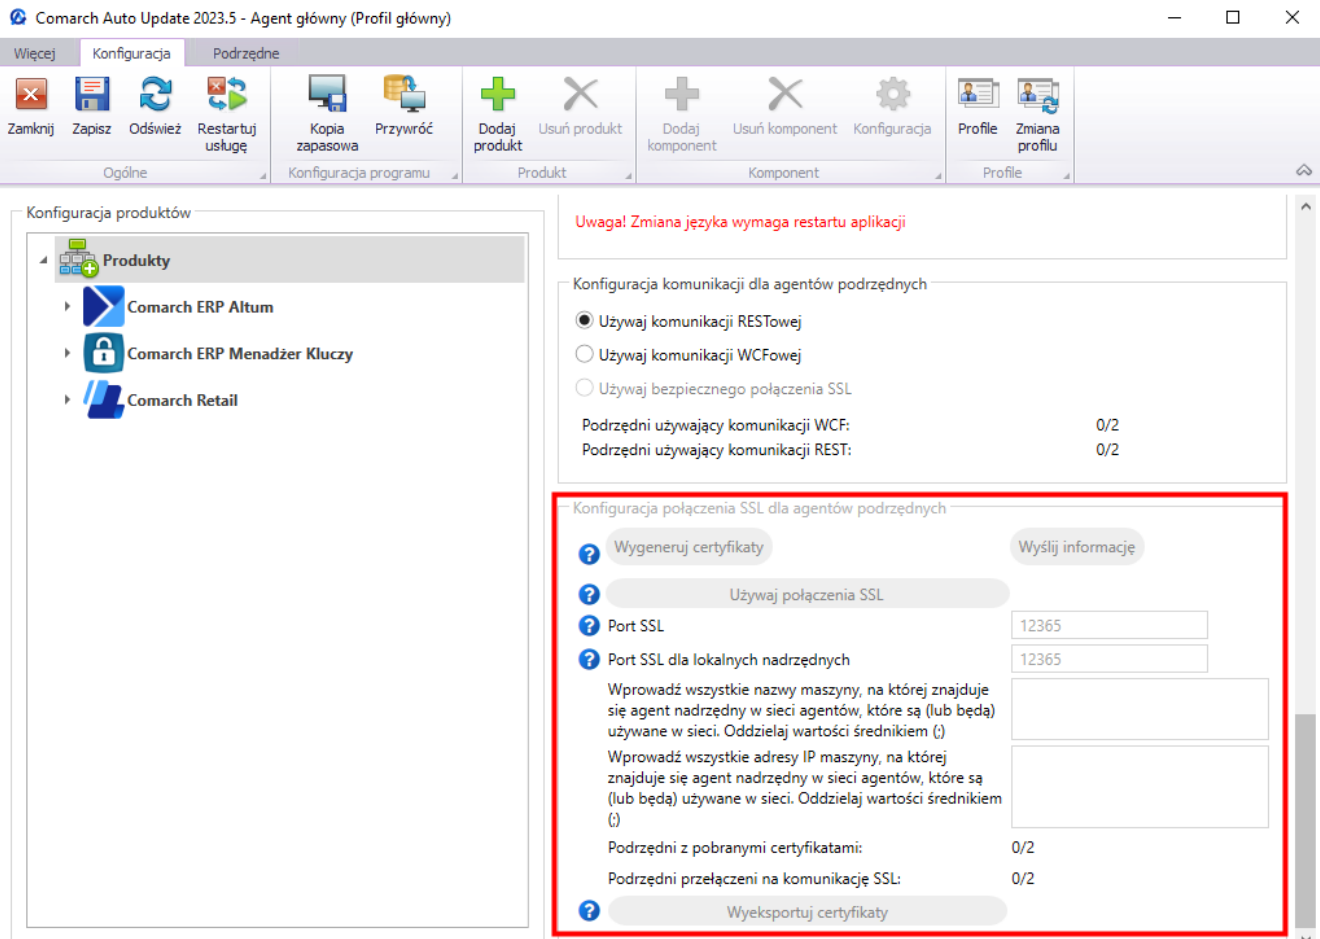 Comarch Auto Update 2023.5 - Agent główny (Profil główny)
Więcej Konfiguracja Podrzędne
Zamknij Zapisz Odśwież Restartuj usługę Kopia zapasowa Przywróć Dodaj produkt Usuń produkt Dodaj komponent Usuń komponent Konfiguracja Profile Zmiana profilu
Ogólne Konfiguracja programu Produkt Komponent Profile
Konfiguracja produktów
Produkty
Comarch ERP Altum
Comarch ERP Menadżer Kluczy
Comarch Retail
Uwaga! Zmiana języka wymaga restartu aplikacji
Konfiguracja komunikacji dla agentów podrzędnych
Używaj komunikacji RESTowej
Używaj komunikacji WCFowej
Używaj bezpiecznego połączenia SSL
Podrzędni używający komunikacji WCF: 0/2
Podrzędni używający komunikacji REST: 0/2
Konfiguracja połączenia SSL dla agentów podrzędnych
Wygeneruj certyfikaty Wyślij informację
Używaj połączenia SSL
Port SSL 12365
Port SSL dla lokalnych nadrzędnych 12365
Wprowadź wszystkie nazwy maszyny, na której znajduje
się agent nadrzędny w sieci agentów, które są (lub będą)
używane w sieci. Oddzielaj wartości średnikiem (;)
Wprowadź wszystkie adresy IP maszyny, na której
znajduje się agent nadrzędny w sieci agentów, które są
(lub będą) używane w sieci. Oddzielaj wartości średnikiem
(;)
Podrzędni z pobranymi certyfikatami: 0/2
Podrzędni przełączeni na komunikację SSL: 0/2
Wyeksportuj certyfikaty